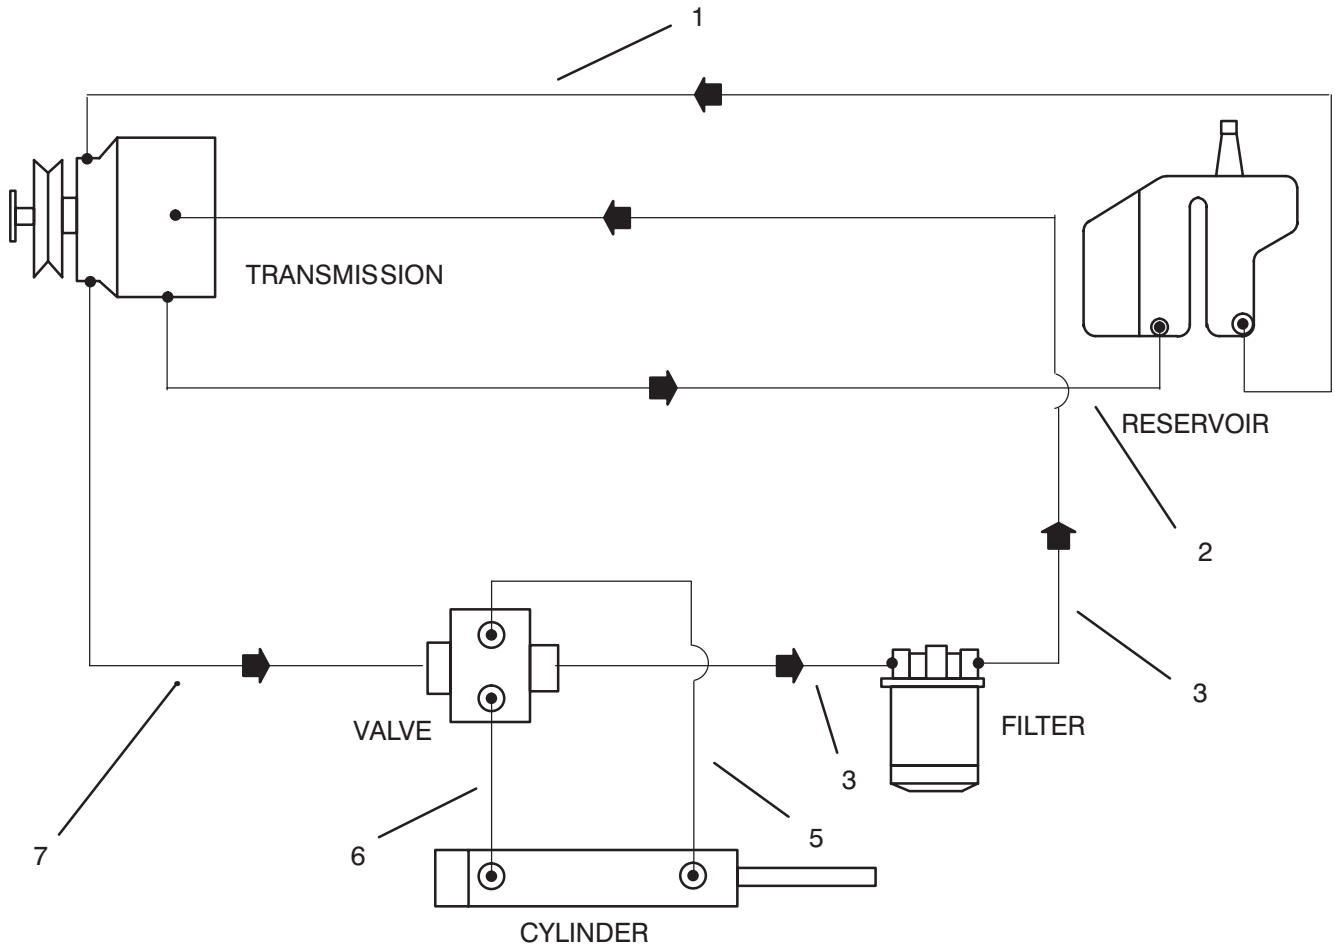 1
TRANSMISSION
RESERVOIR
2
3
VALVE
FILTER
3
5
7
6
CYLINDER